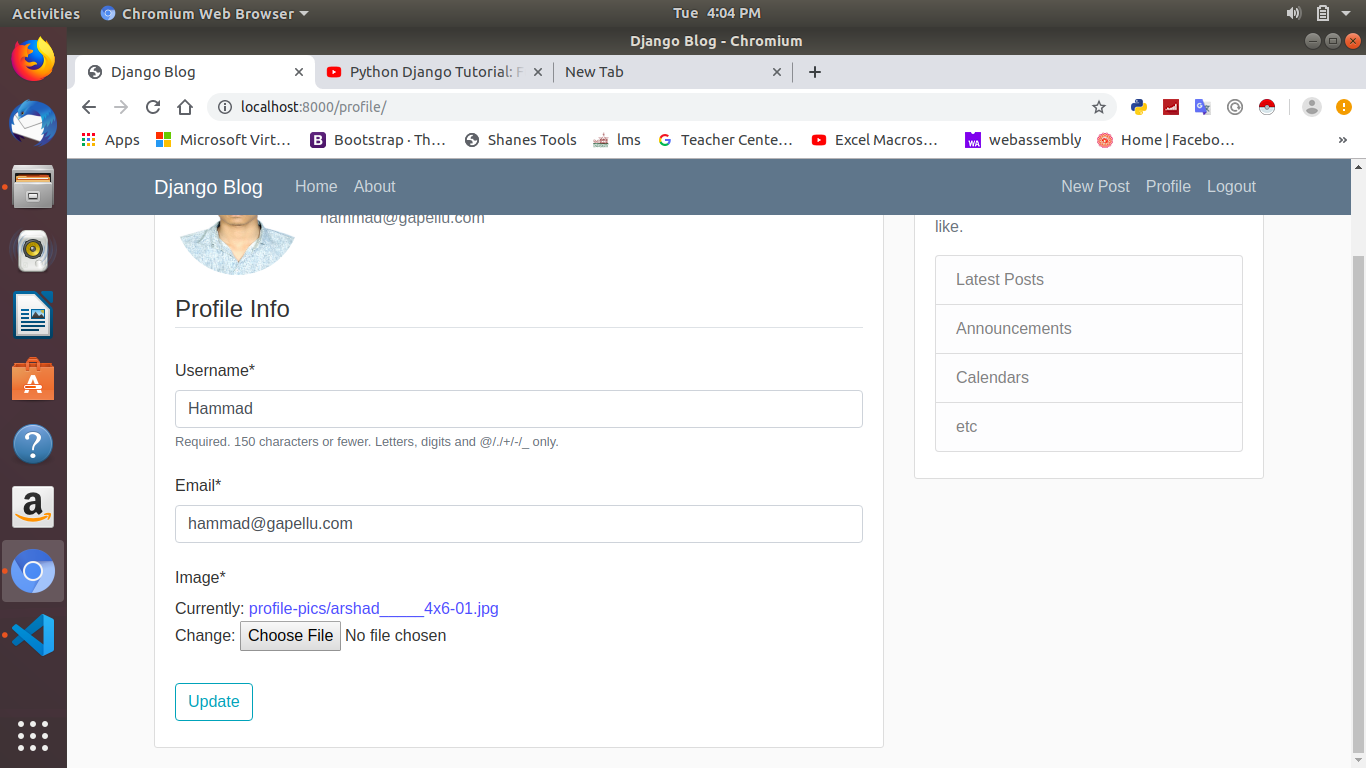 Activities Chromium Web Browser Tue 4:04 PM
Django Blog - Chromium
Django Blog Python Django Tutorial: F New Tab
localhost:8000/profile/
Apps Microsoft Virt… Bootstrap · Th… Shanes Tools lms Teacher Cente… Excel Macros… WA webassembly Home | Facebo… »
Django Blog Home About New Post Profile Logout
hammad@gapellu.com
like.
Latest Posts
Announcements
Calendars
etc
Profile Info
Username*
Hammad
Required. 150 characters or fewer. Letters, digits and @/./+/-/_ only.
Email*
hammad@gapellu.com
Image*
Currently: profile-pics/arshad_____4x6-01.jpg
Change: Choose File No file chosen
Update